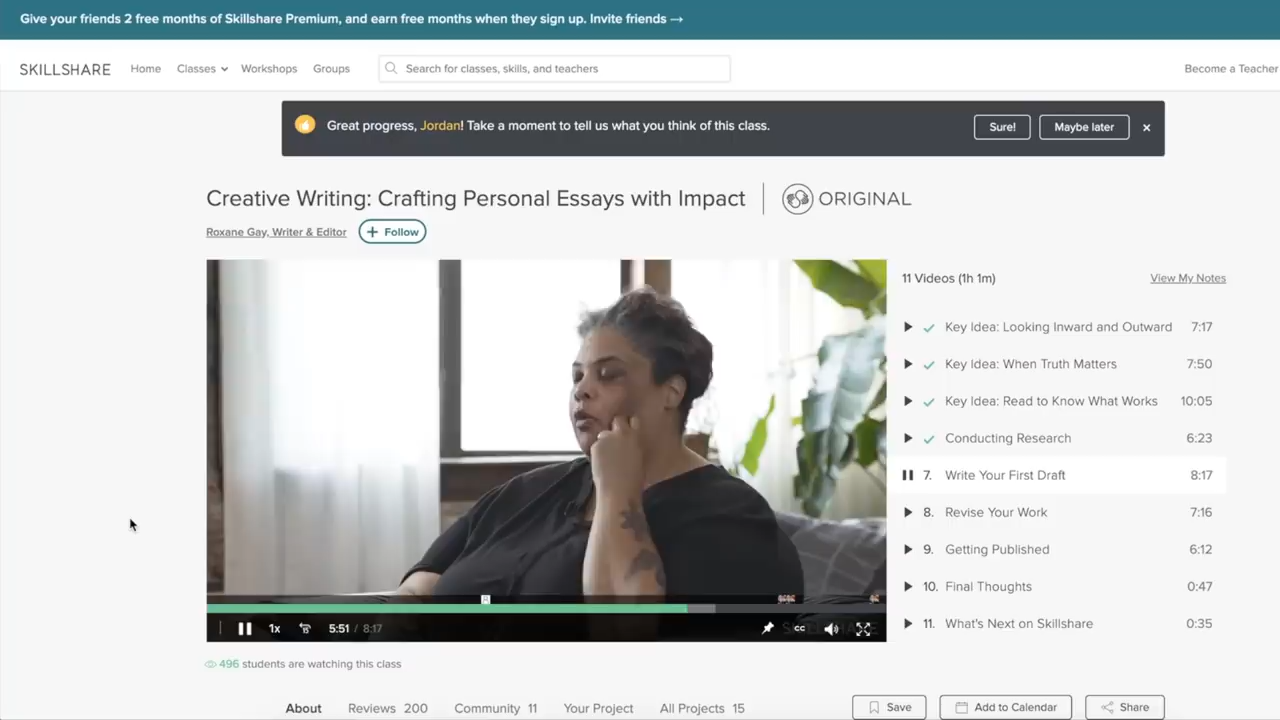 Give your friends 2 free months of Skillshare Premium, and earn free months when they sign up. Invite friends →
SKILLSHARE Home Classes Workshops Groups Search for classes, skills, and teachers Become a Teacher
Great progress, Jordan! Take a moment to tell us what you think of this class. Sure! Maybe later ×
Creative Writing: Crafting Personal Essays with Impact ORIGINAL
Roxane Gay, Writer & Editor + Follow
11 Videos (1h 1m) View My Notes
Key Idea: Looking Inward and Outward 7:17
Key Idea: When Truth Matters 7:50
Key Idea: Read to Know What Works 10:05
Conducting Research 6:23
7. Write Your First Draft 8:17
8. Revise Your Work 7:16
9. Getting Published 6:12
10. Final Thoughts 0:47
11. What's Next on Skillshare 0:35
1x 15 5:51 / 8:17 CC SKILLSHARE
496 students are watching this class
About Reviews 200 Community 11 Your Project All Projects 15 Save Add to Calendar Share